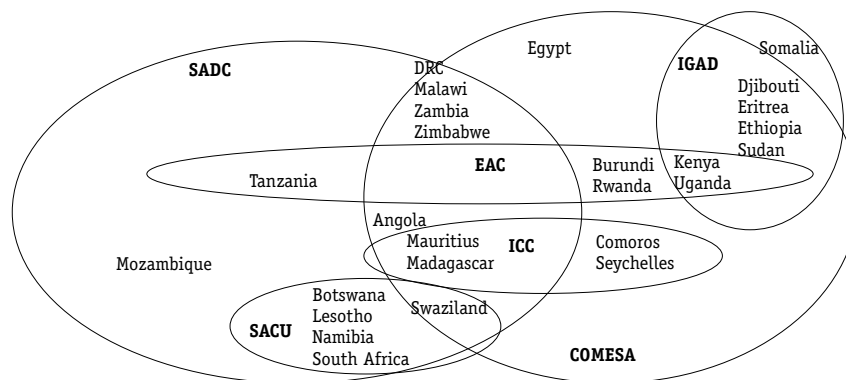 Egypt
Somalia
SADC
DRC
IGAD
Malawi
Djibouti
Zambia
Eritrea
Zimbabwe
Ethiopia
Sudan
EAC
Burundi
Kenya
Tanzania
Rwanda
Uganda
Angola
Mauritius
ICC
Comoros
Mozambique
Madagascar
Seychelles
Botswana
Swaziland
Lesotho
SACU
Namibia
South Africa
COMESA